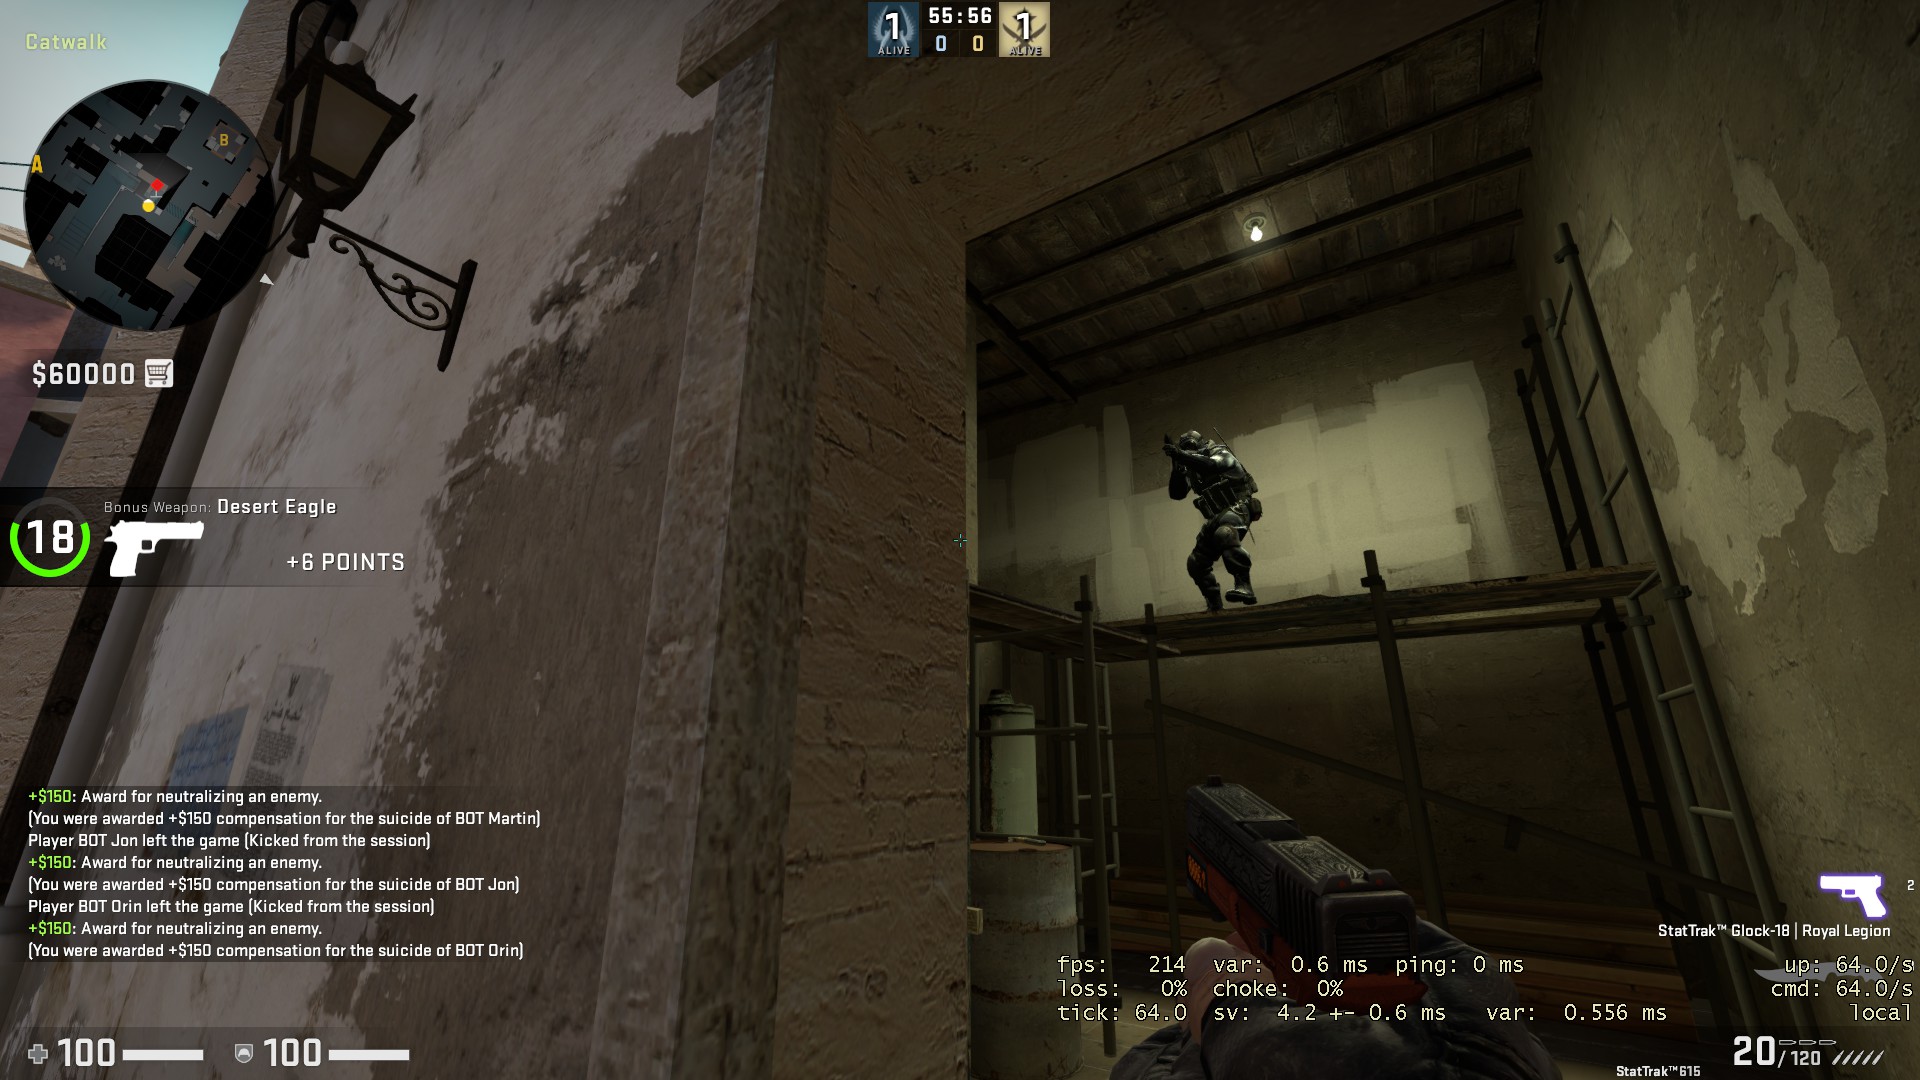 Catwalk
1 ALIVE 55:56 1 ALIVE
0 0
B
A
$60000
Bonus Weapon: Desert Eagle
18
+6 POINTS
+$150: Award for neutralizing an enemy.
(You were awarded +$150 compensation for the suicide of BOT Martin)
Player BOT Jon left the game (Kicked from the session)
+$150: Award for neutralizing an enemy.
(You were awarded +$150 compensation for the suicide of BOT Jon)
Player BOT Orin left the game (Kicked from the session)
+$150: Award for neutralizing an enemy.
(You were awarded +$150 compensation for the suicide of BOT Orin)
2
StatTrak™ Glock-18 | Royal Legion
fps: 214 var: 0.6 ms ping: 0 ms up: 64.0/s
loss: 0% choke: 0% cmd: 64.0/s
tick: 64.0 sv: 4.2 +- 0.6 ms var: 0.556 ms local
100 100
20/120
StatTrak™615